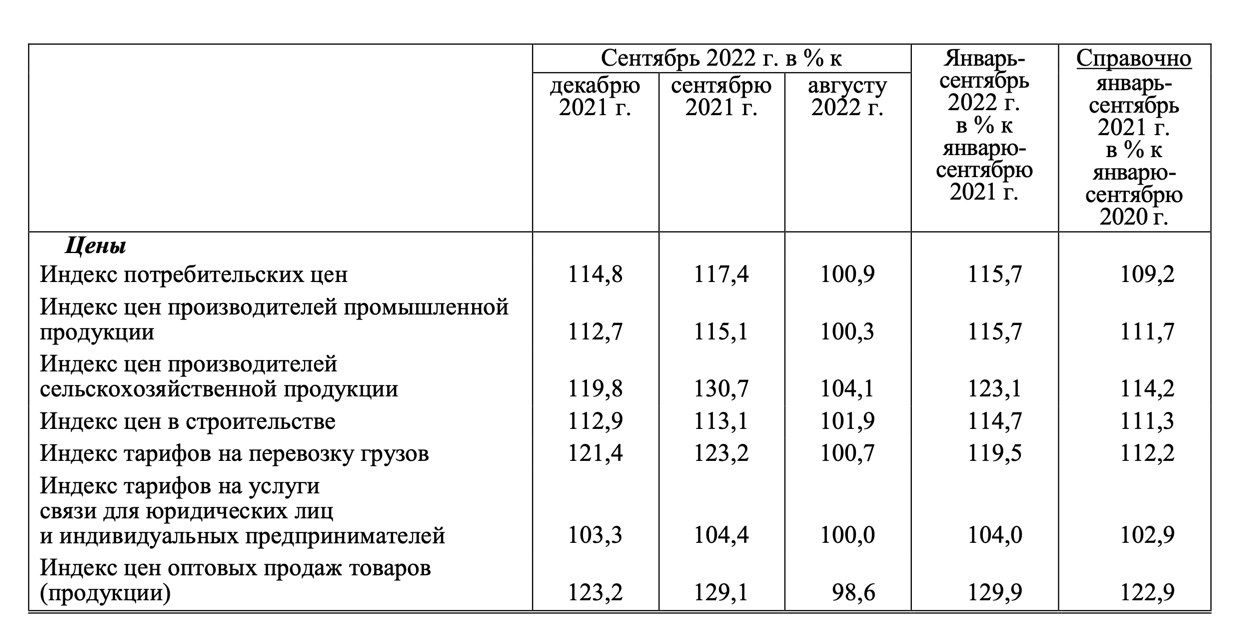 Сентябрь 2022 г. в % к
декабрю
2021 г.
сентябрю
2021 г.
августу
2022 г.
Январь-
сентябрь
2022 г.
в % к
январю-
сентябрю
2021 г.
Справочно
январь-
сентябрь
2021 г.
в % к
январю-
сентябрю
2020 г.
Цены
Индекс потребительских цен 114,8 117,4 100,9 115,7 109,2
Индекс цен производителей промышленной
продукции 112,7 115,1 100,3 115,7 111,7
Индекс цен производителей
сельскохозяйственной продукции 119,8 130,7 104,1 123,1 114,2
Индекс цен в строительстве 112,9 113,1 101,9 114,7 111,3
Индекс тарифов на перевозку грузов 121,4 123,2 100,7 119,5 112,2
Индекс тарифов на услуги
связи для юридических лиц
и индивидуальных предпринимателей 103,3 104,4 100,0 104,0 102,9
Индекс цен оптовых продаж товаров
(продукции) 123,2 129,1 98,6 129,9 122,9